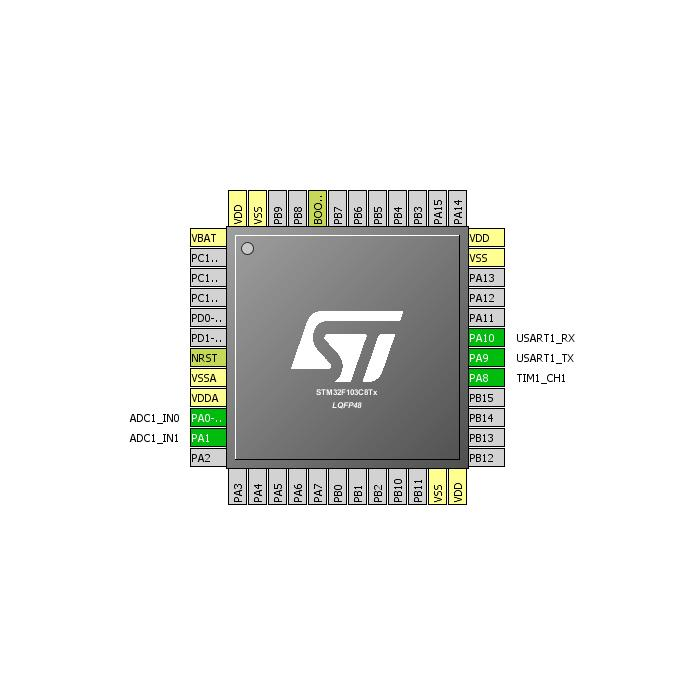 VDD
VSS
PB9
PB8
BOO..
PB7
PB6
PB5
PB4
PB3
PA15
PA14
VBAT
PC1..
PC1..
PC1..
PD0-..
PD1-..
NRST
VSSA
VDDA
ADC1_IN0 PA0-..
ADC1_IN1 PA1
PA2
VDD
VSS
PA13
PA12
PA11
PA10 USART1_RX
PA9 USART1_TX
PA8 TIM1_CH1
PB15
PB14
PB13
PB12
ST
STM32F103C8Tx
LQFP48
PA3
PA4
PA5
PA6
PA7
PB0
PB1
PB2
PB10
PB11
VSS
VDD